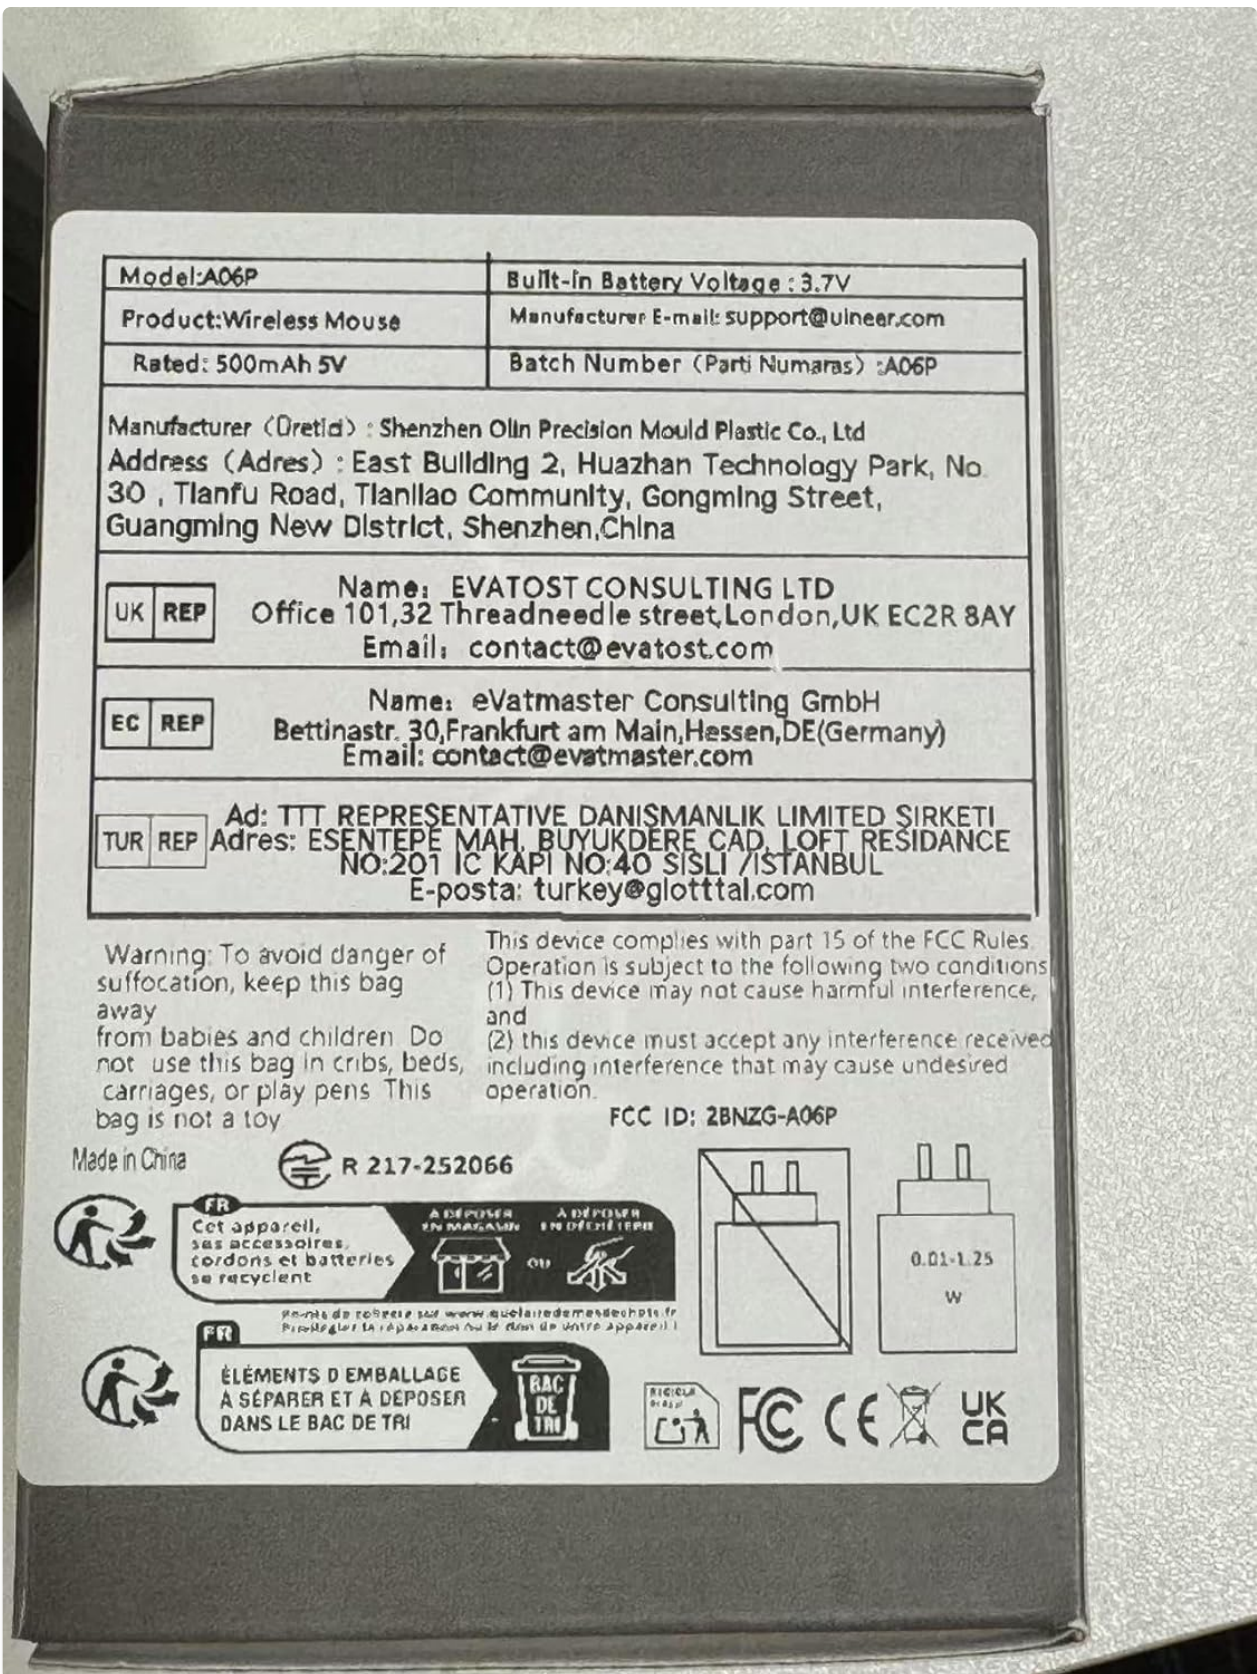 Model:A06P
Built-in Battery Voltage : 3.7V
Product:Wireless Mouse
Manufacturer E-mail: support@uineer.com
Rated: 500mAh 5V
Batch Number (Parti Numaras) :A06P
Manufacturer (Üretici) : Shenzhen Olin Precision Mould Plastic Co., Ltd
Address (Adres) : East Building 2, Huazhan Technology Park, No.
30 , Tianfu Road, Tianliao Community, Gongming Street,
Guangming New District, Shenzhen,China
UK REP
Name: EVATOST CONSULTING LTD
Office 101,32 Threadneedle street,London,UK EC2R 8AY
Email: contact@evatost.com
EC REP
Name: eVatmaster Consulting GmbH
Bettinastr. 30,Frankfurt am Main,Hessen,DE(Germany)
Email: contact@evatmaster.com
TUR REP
Ad: TTT REPRESENTATIVE DANIŞMANLIK LIMITED ŞIRKETI
Adres: ESENTEPE MAH. BUYUKDERE CAD. LOFT RESIDANCE
NO:201 IC KAPI NO:40 SISLI /ISTANBUL
E-posta: turkey@glotttal.com
Warning: To avoid danger of
suffocation, keep this bag
away
from babies and children Do
not use this bag in cribs, beds,
carriages, or play pens This
bag is not a toy
This device complies with part 15 of the FCC Rules.
Operation is subject to the following two conditions
(1) This device may not cause harmful interference,
and
(2) this device must accept any interference received
including interference that may cause undesired
operation.
FCC ID: 2BNZG-A06P
Made in China
R 217-252066
FR
Cet appareil,
ses accessoires,
cordons et batteries
se recyclent
À DÉPOSER
EN MAGASIN
OU
À DÉPOSER
EN DÉCHÈTERIE
0.01-1.25
W
FR
ÉLÉMENTS D EMBALLAGE
À SÉPARER ET À DÉPOSER
DANS LE BAC DE TRI
BAC
DE
TRI
FC
CE
UK
CA